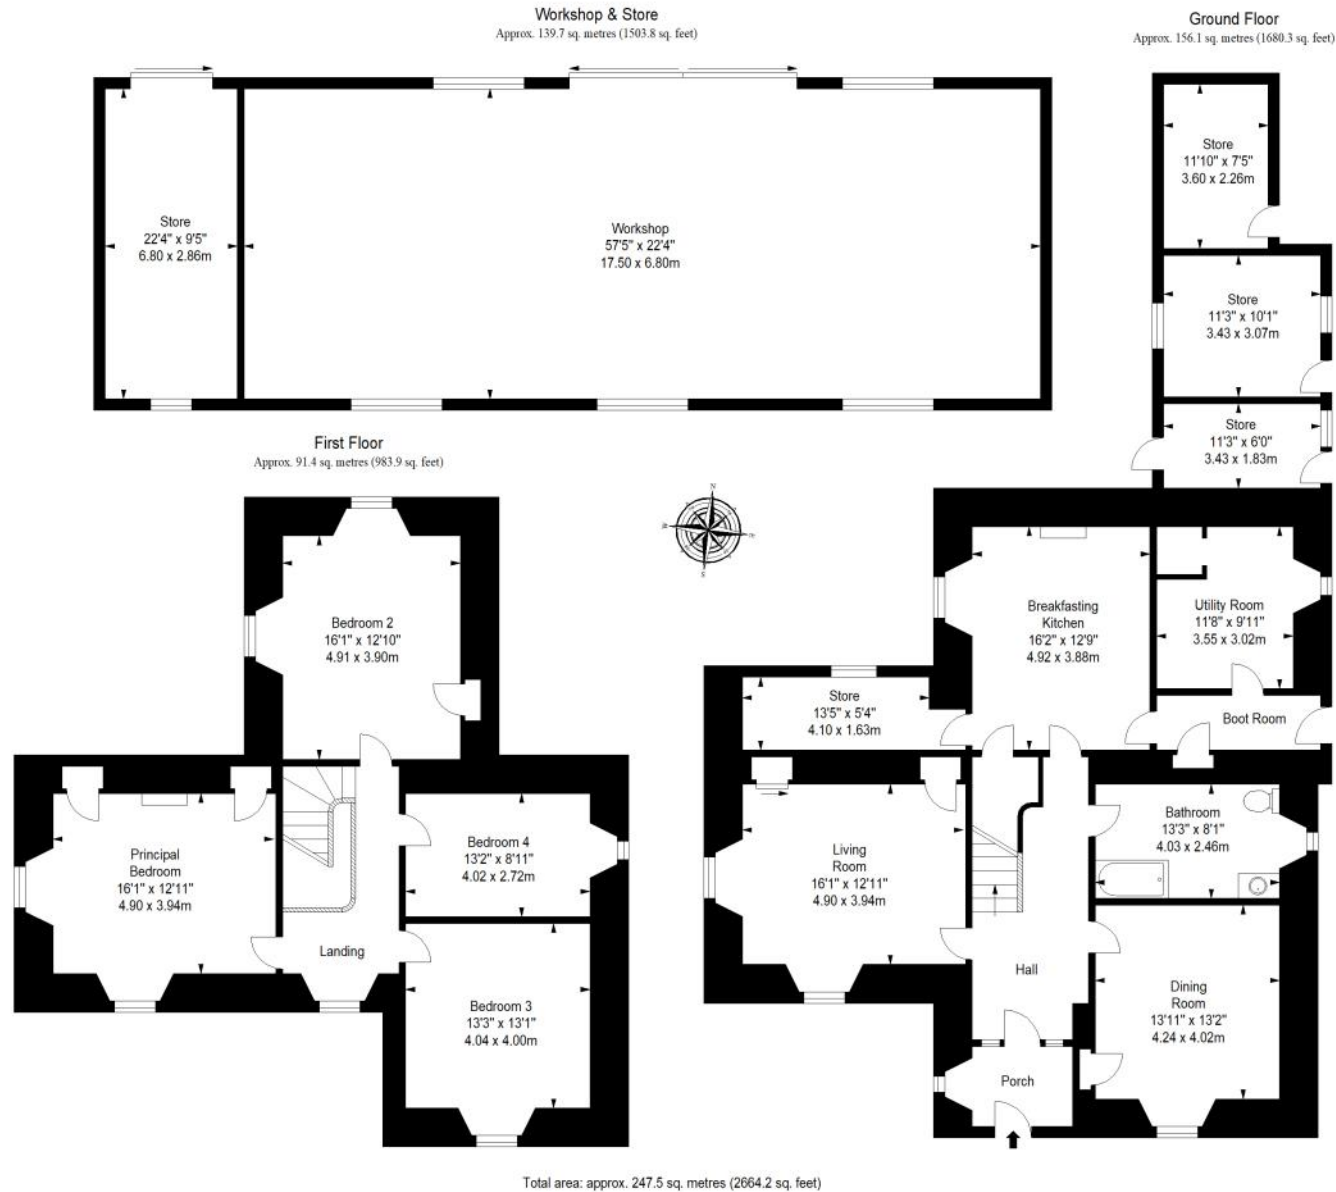 Workshop & Store
Approx. 139.7 sq. metres (1503.8 sq. feet)
Store
22'4" x 9'5"
6.80 x 2.86m
Workshop
57'5" x 22'4"
17.50 x 6.80m
Ground Floor
Approx. 156.1 sq. metres (1680.3 sq. feet)
Store
11'10" x 7'5"
3.60 x 2.26m
Store
11'3" x 10'1"
3.43 x 3.07m
Store
11'3" x 6'0"
3.43 x 1.83m
First Floor
Approx. 91.4 sq. metres (983.9 sq. feet)
N
S
Bedroom 2
16'1" x 12'10"
4.91 x 3.90m
Principal
Bedroom
16'1" x 12'11"
4.90 x 3.94m
Bedroom 4
13'2" x 8'11"
4.02 x 2.72m
Landing
Bedroom 3
13'3" x 13'1"
4.04 x 4.00m
Breakfasting
Kitchen
16'2" x 12'9"
4.92 x 3.88m
Utility Room
11'8" x 9'11"
3.55 x 3.02m
Store
13'5" x 5'4"
4.10 x 1.63m
Boot Room
Living
Room
16'1" x 12'11"
4.90 x 3.94m
Bathroom
13'3" x 8'1"
4.03 x 2.46m
Hall
Dining
Room
13'11" x 13'2"
4.24 x 4.02m
Porch
Total area: approx. 247.5 sq. metres (2664.2 sq. feet)